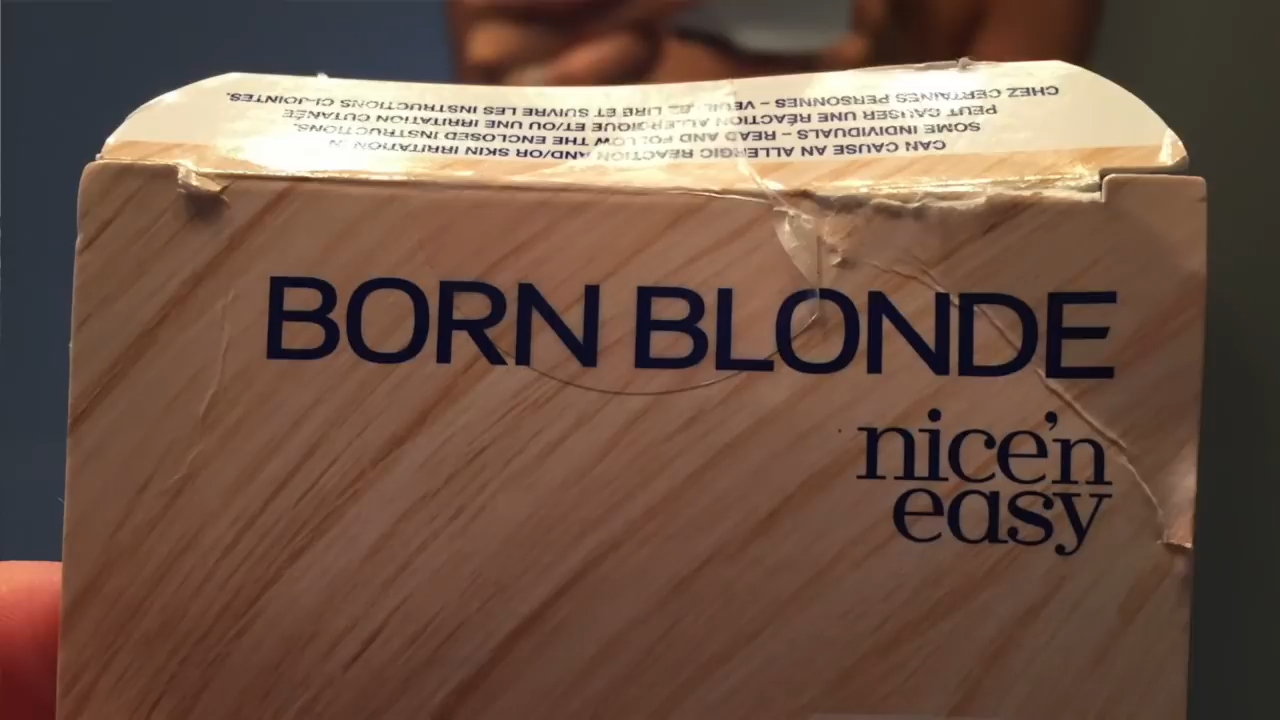 CAN CAUSE AN ALLERGIC REACTION AND/OR SKIN IRRITATION IN
SOME INDIVIDUALS – READ AND FOLLOW THE ENCLOSED INSTRUCTIONS.
PEUT CAUSER UNE RÉACTION ALLERGIQUE ET/OU UNE IRRITATION CUTANÉE
CHEZ CERTAINES PERSONNES – LIRE ET SUIVRE LES INSTRUCTIONS CI-JOINTES.
BORN BLONDE
nice'n
easy